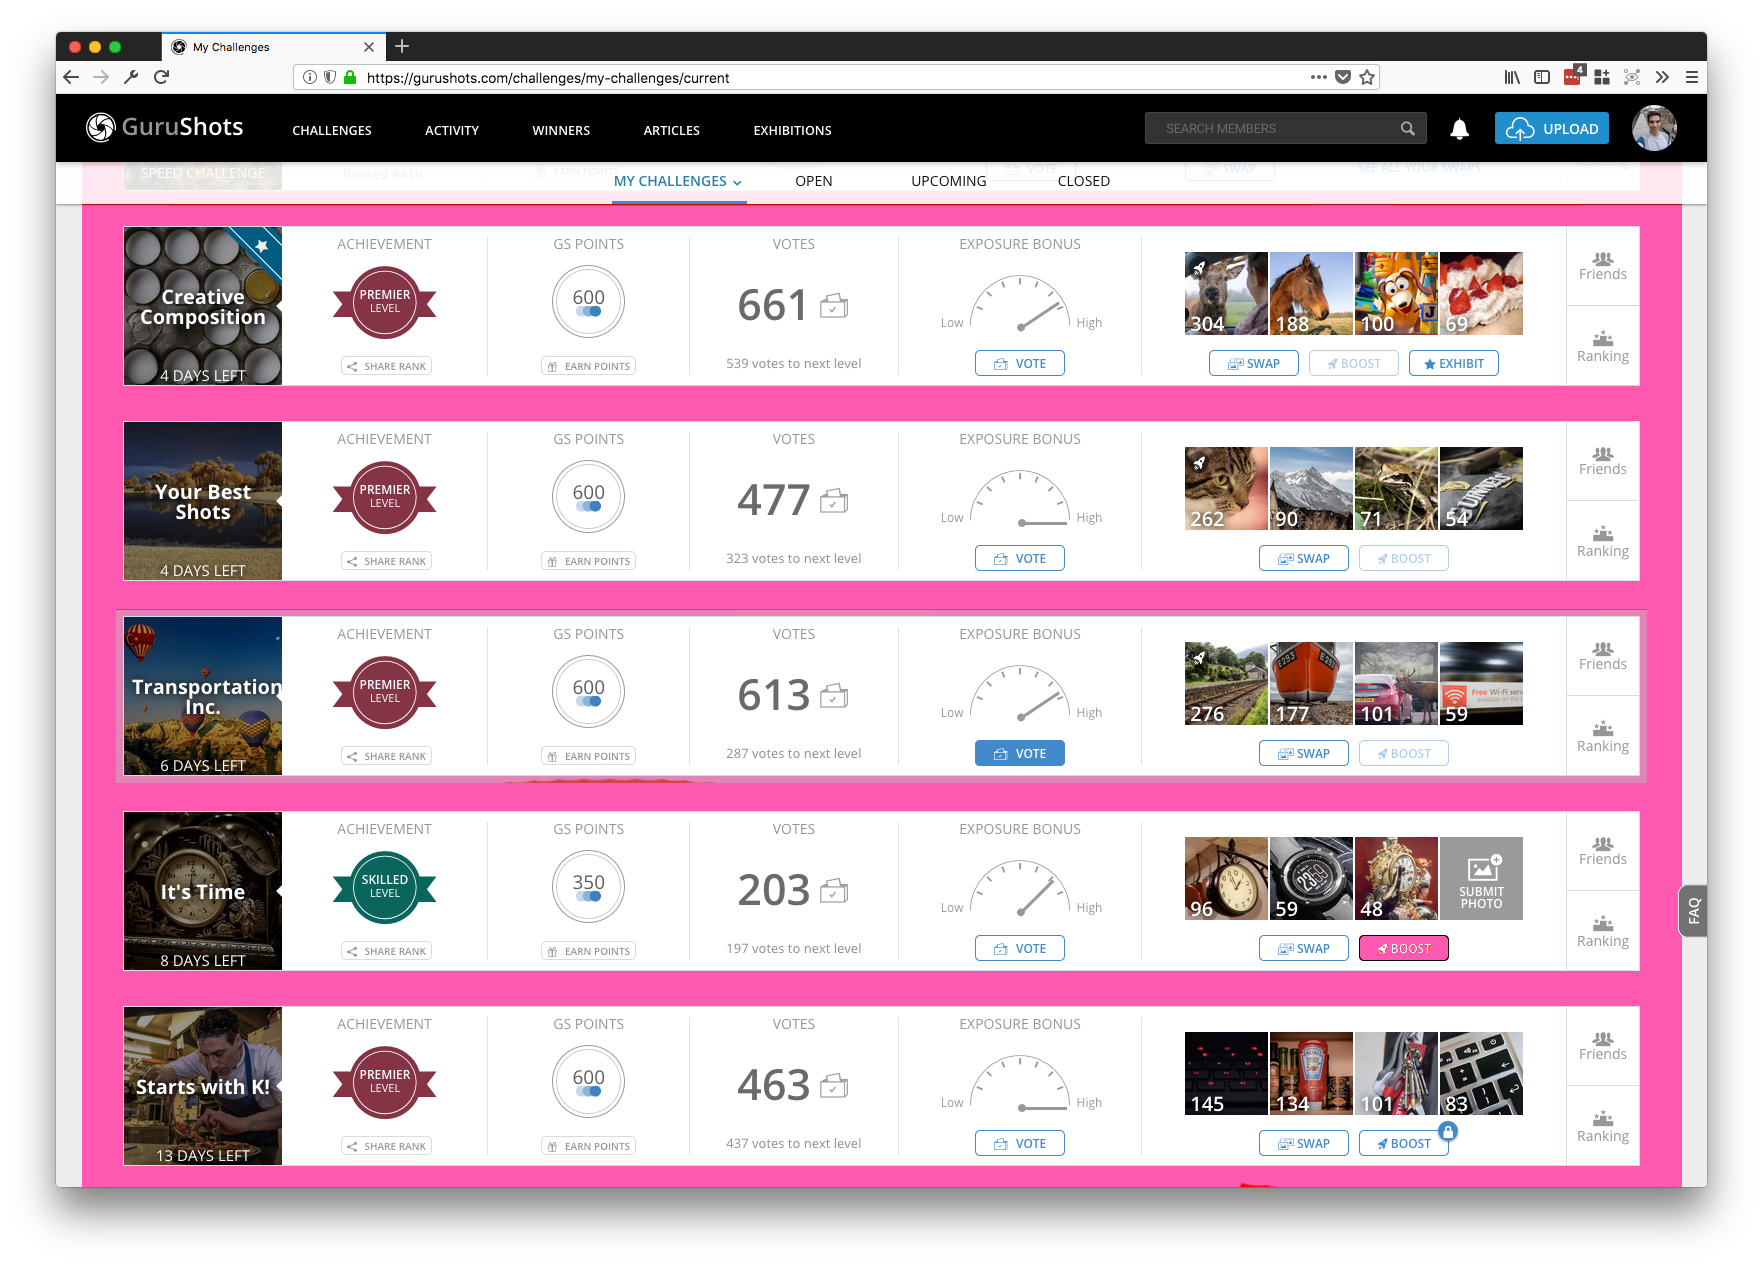 My Challenges
https://gurushots.com/challenges/my-challenges/current
4
GuruShots
CHALLENGES
ACTIVITY
WINNERS
ARTICLES
EXHIBITIONS
SEARCH MEMBERS
UPLOAD
SPEED CHALLENGE
Ranked #419
EARN POINTS
VOTE
SWAP
SEE ALL YOUR SWAPS
Ranking
MY CHALLENGES
OPEN
UPCOMING
CLOSED
Creative
Composition
4 DAYS LEFT
ACHIEVEMENT
PREMIER
LEVEL
SHARE RANK
GS POINTS
600
EARN POINTS
VOTES
661
539 votes to next level
EXPOSURE BONUS
Low
High
VOTE
304
188
100
69
J
SWAP
BOOST
EXHIBIT
Friends
Ranking
Your Best
Shots
4 DAYS LEFT
ACHIEVEMENT
PREMIER
LEVEL
SHARE RANK
GS POINTS
600
EARN POINTS
VOTES
477
323 votes to next level
EXPOSURE BONUS
Low
High
VOTE
262
90
71
54
SWAP
BOOST
Friends
Ranking
Transportation
Inc.
6 DAYS LEFT
ACHIEVEMENT
PREMIER
LEVEL
SHARE RANK
GS POINTS
600
EARN POINTS
VOTES
613
287 votes to next level
EXPOSURE BONUS
Low
High
VOTE
276
177
101
59
E293
E293
Free Wi-Fi serv
SWAP
BOOST
Friends
Ranking
It's Time
8 DAYS LEFT
ACHIEVEMENT
SKILLED
LEVEL
SHARE RANK
GS POINTS
350
EARN POINTS
VOTES
203
197 votes to next level
EXPOSURE BONUS
Low
High
VOTE
96
59
48
SUBMIT
PHOTO
SWAP
BOOST
Friends
Ranking
FAQ
Starts with K!
13 DAYS LEFT
ACHIEVEMENT
PREMIER
LEVEL
SHARE RANK
GS POINTS
600
EARN POINTS
VOTES
463
437 votes to next level
EXPOSURE BONUS
Low
High
VOTE
145
134
101
83
HEINZ
SWAP
BOOST
Friends
Ranking